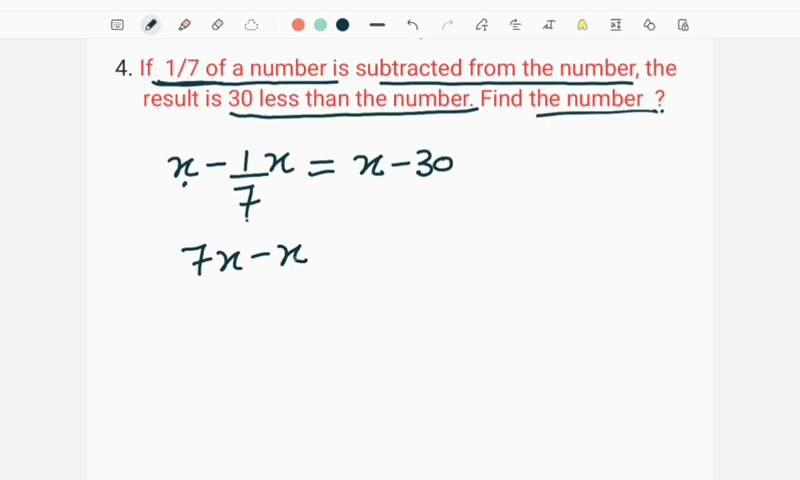 4. If 1/7 of a number is subtracted from the number, the
result is 30 less than the number. Find the number ?
x - 1/7 x = x - 30
7x - x